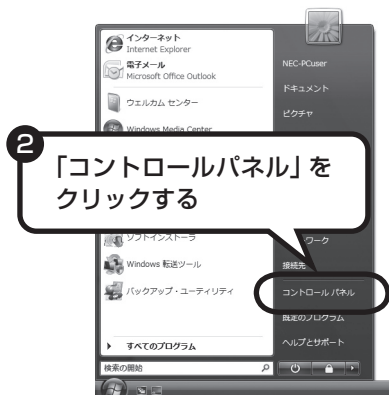 インターネット
Internet Explorer
電子メール
Microsoft Office Outlook
ウェルカム センター
Windows Media Center
NEC-PCuser
ドキュメント
ピクチャ
2
「コントロールパネル」を
クリックする
ソフトインストーラ
Windows 転送ツール
バックアップ・ユーティリティ
すべてのプログラム
検索の開始
ワーク
接続先
コントロール パネル
既定のプログラム
ヘルプとサポート